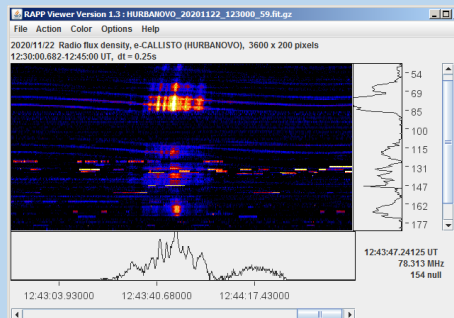 RAPP Viewer Version 1.3 : HURBANOVO_20201122_123000_59.fit.gz
File Action Color Options Help
2020/11/22 Radio flux density, e-CALLISTO (HURBANOVO), 3600 x 200 pixels
12:30:00.682-12:45:00 UT, dt = 0.25s
54
69
85
100
115
131
147
162
177
12:43:47.24125 UT
78.313 MHz
154 null
12:43:03.93000 12:43:40.68000 12:44:17.43000